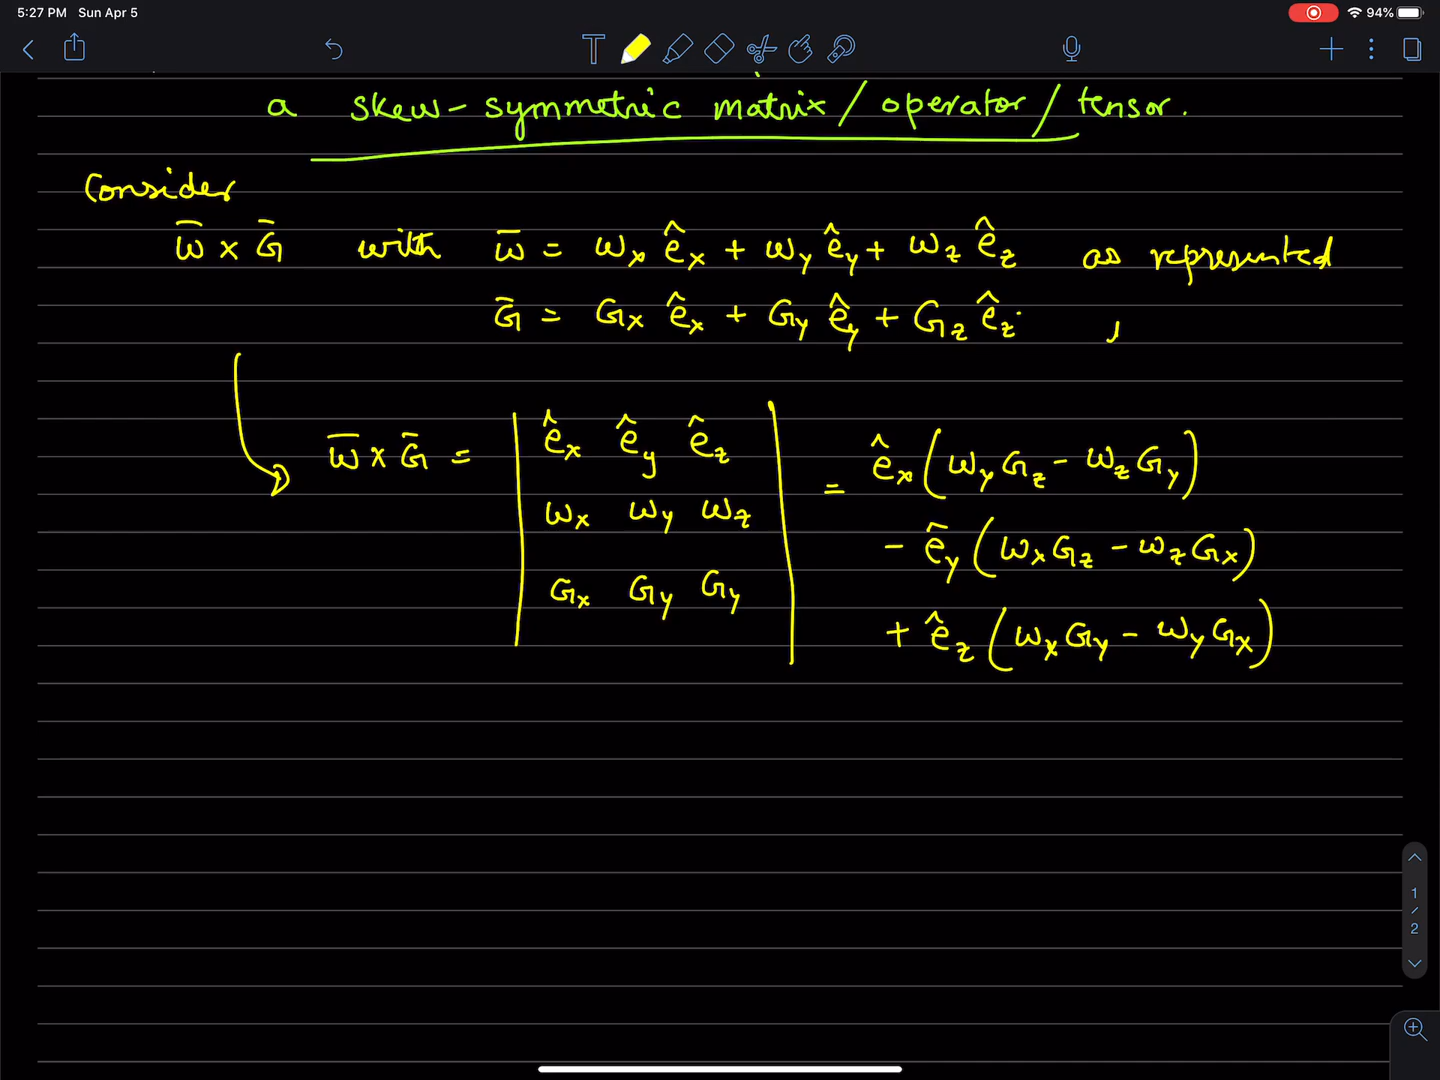 5:27 PM Sun Apr 5
94%
a skew-symmetric matrix / operator / tensor.
Consider
ω̄ × Ḡ with ω̄ = ωx êx + ωy êy + ωz êz as represented
Ḡ = Gx êx + Gy êy + Gz êz ,
ω̄ × Ḡ = | êx êy êz | = êx (ωy Gz - ωz Gy)
ωx ωy ωz - êy (ωx Gz - ωz Gx)
Gx Gy Gy + êz (ωx Gy - ωy Gx)
1
/
2